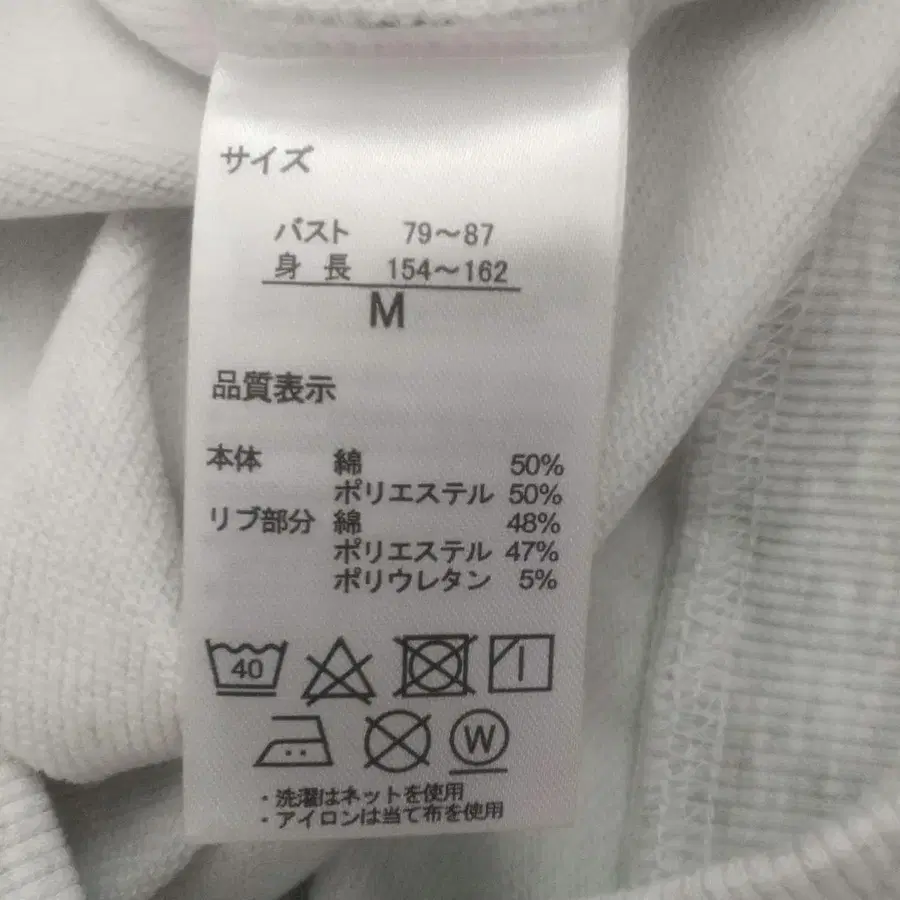 サイズ
バスト 79～87
身長 154～162
M
品質表示
本体 綿 50%
ポリエステル 50%
リブ部分 綿 48%
ポリエステル 47%
ポリウレタン 5%
40
W
・洗濯はネットを使用
・アイロンは当て布を使用